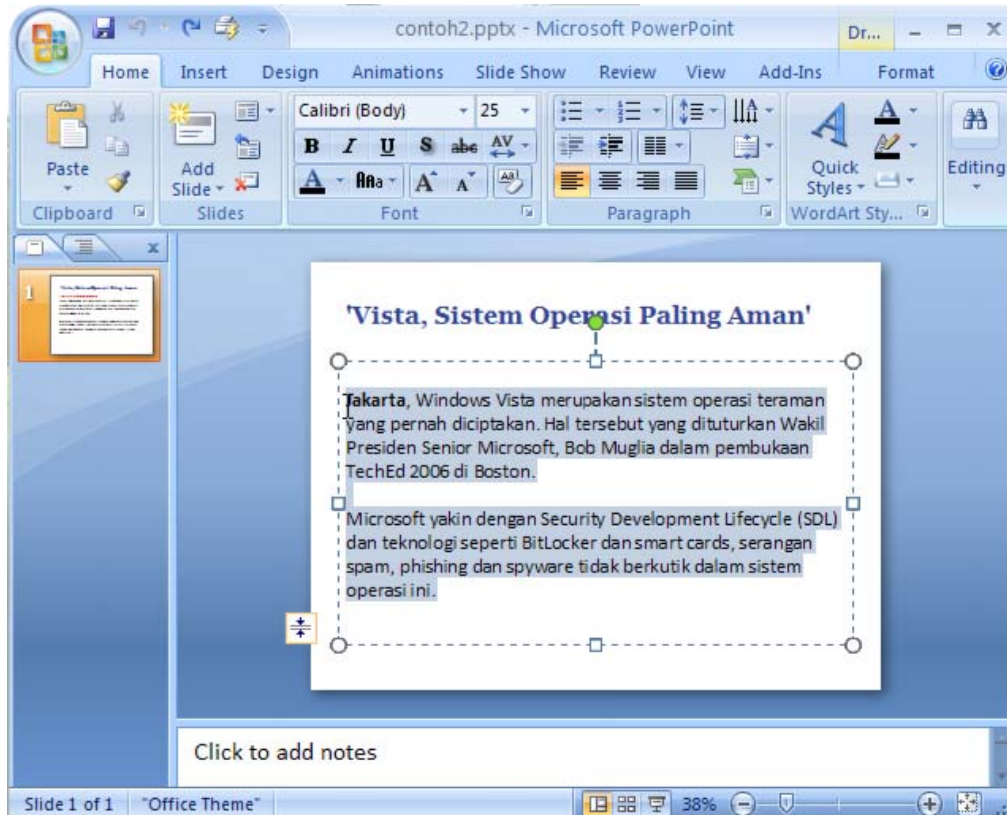 contoh2.pptx - Microsoft PowerPoint
Dr...
Home Insert Design Animations Slide Show Review View Add-Ins Format
Paste
Clipboard
Add
Slide
Slides
Calibri (Body) 25
B I U S abe AV
A Aa A A
Font
Paragraph
A
Quick
Styles
WordArt Sty...
Editing
1
'Vista, Sistem Operasi Paling Aman'
Jakarta, Windows Vista merupakan sistem operasi teraman
yang pernah diciptakan. Hal tersebut yang dituturkan Wakil
Presiden Senior Microsoft, Bob Muglia dalam pembukaan
TechEd 2006 di Boston.
Microsoft yakin dengan Security Development Lifecycle (SDL)
dan teknologi seperti BitLocker dan smart cards, serangan
spam, phishing dan spyware tidak berkutik dalam sistem
operasi ini.
Click to add notes
Slide 1 of 1 "Office Theme" 38%